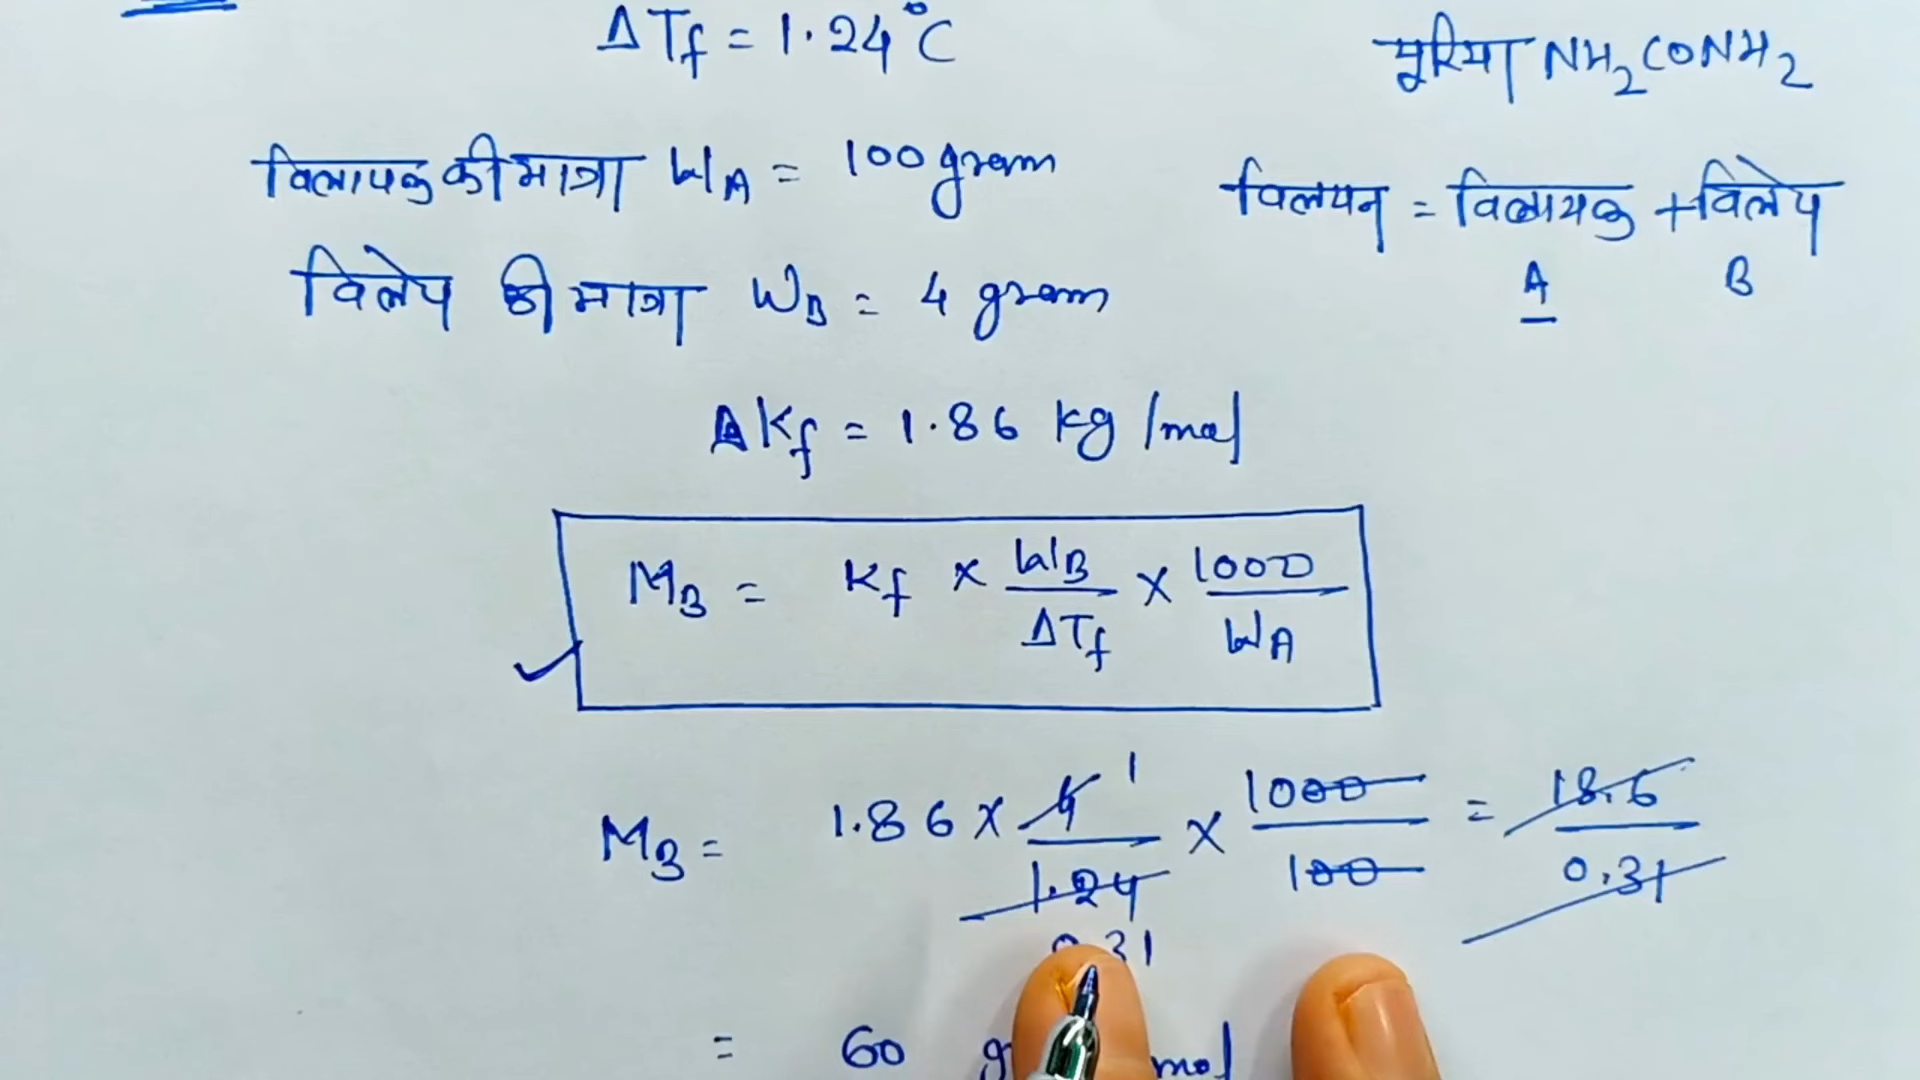 ΔTf = 1.24°C
यूरिया NH₂CONH₂
विलायक की मात्रा WA = 100 gram
विलयन = विलायक + विलेय
A B
विलेय की मात्रा WB = 4 gram
Kf = 1.86 kg/mol
MB = Kf × WB/ΔTf × 1000/WA
MB = 1.86 × 4/1.24 × 1000/100 = 18.6/0.31
1
0.31
= 60 mol